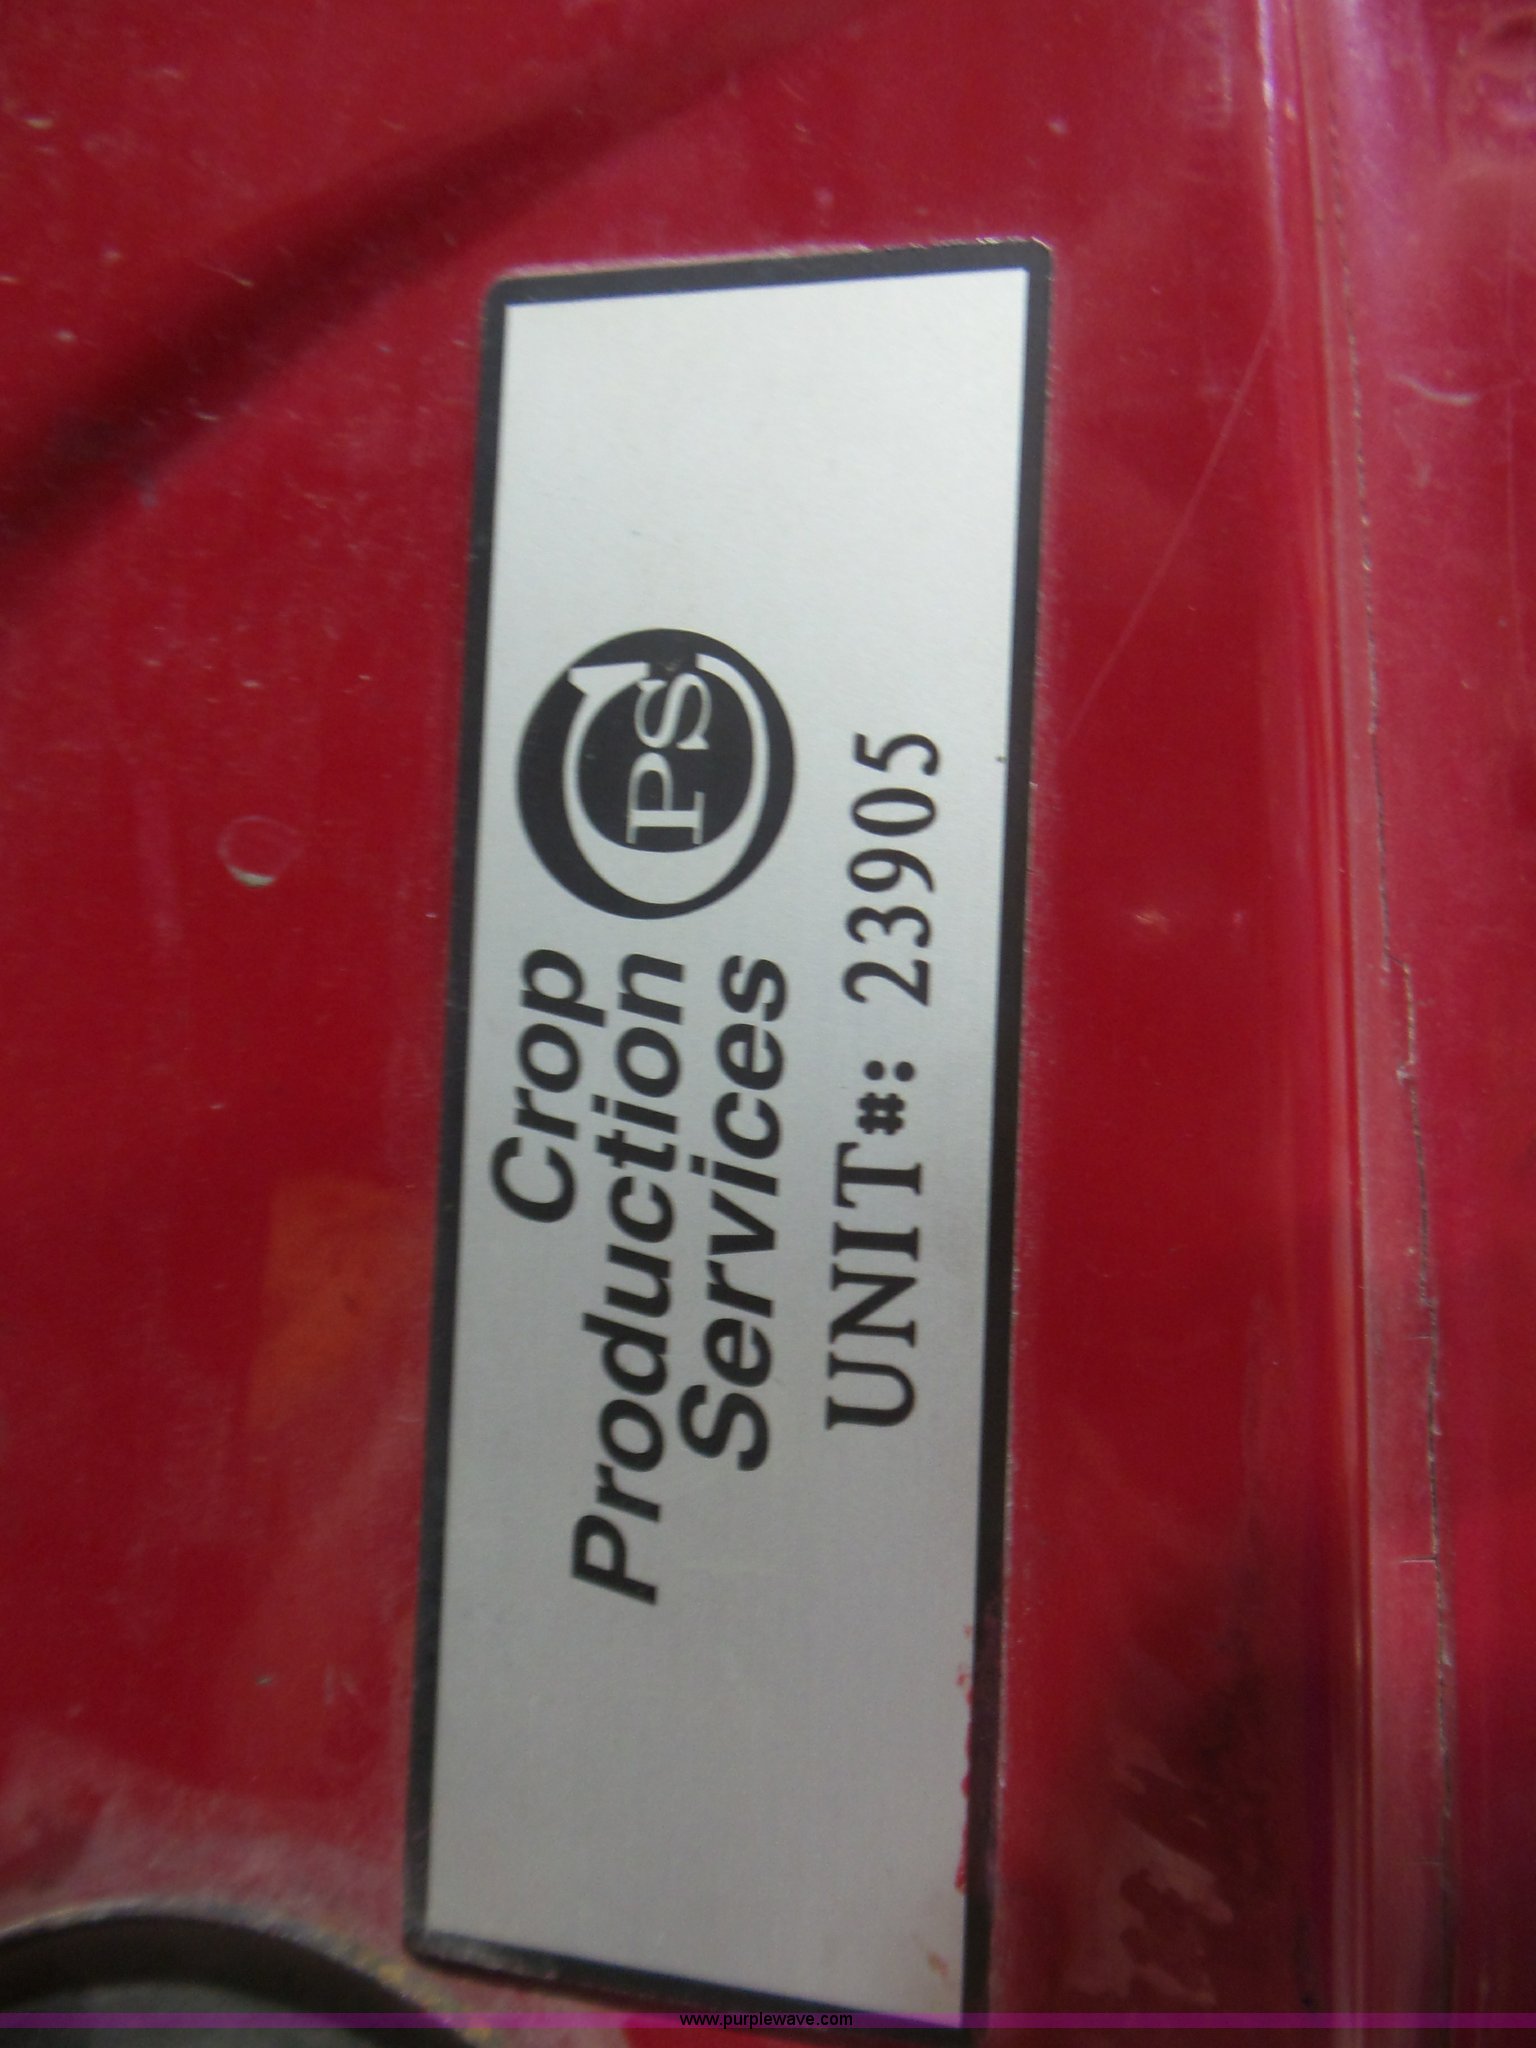 Crop
Production
Services
CPS
UNIT#: 23905
www.purplewave.com